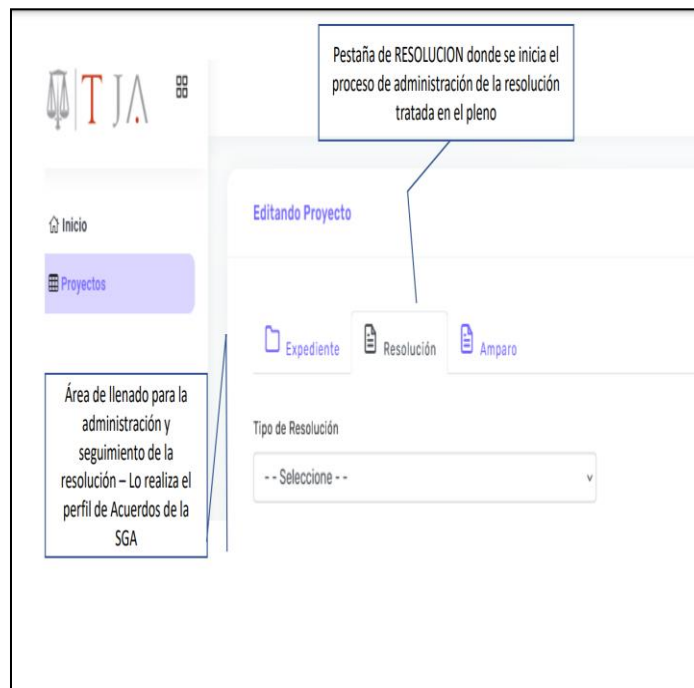 Pestaña de RESOLUCION donde se inicia el
proceso de administración de la resolución
tratada en el pleno
TJA
Inicio
Proyectos
Editando Proyecto
Expediente
Resolución
Amparo
Área de llenado para la
administración y
seguimiento de la
resolución – Lo realiza el
perfil de Acuerdos de la
SGA
Tipo de Resolución
- - Seleccione - -